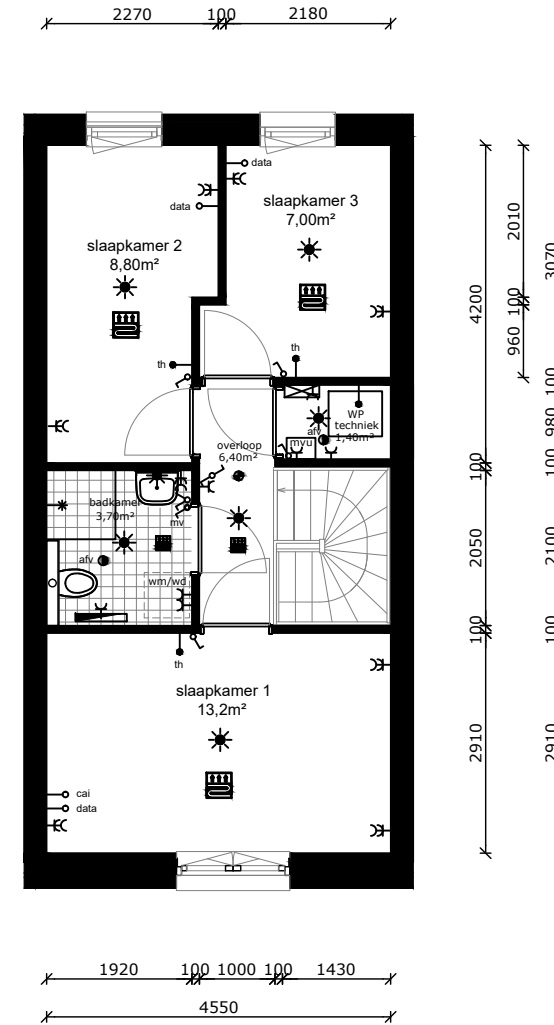 2270 100 2180
data
slaapkamer 3
7,00m²
data
slaapkamer 2
8,80m²
th
th
WP
techniek
afv
1,40m²
mvu
overloop
6,40m²
badkamer
3,70m²
mv
afv
wm/wd
th
slaapkamer 1
13,2m²
cai
data
4200
100
2050
100
2910
2010
100
960
3070
100
980
100
2100
100
2910
1920 100 1000 100 1430
4550